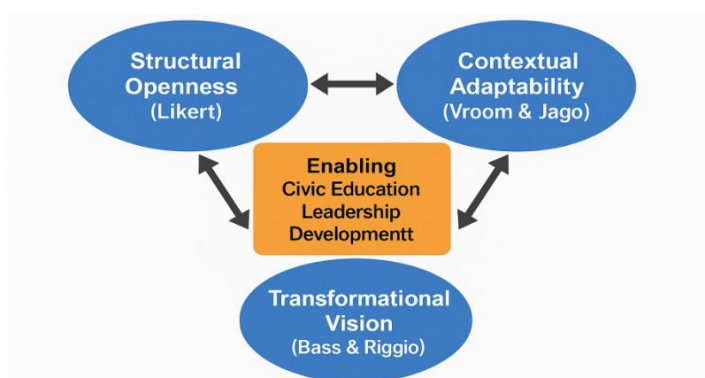 Structural
Openness
(Likert)
Contextual
Adaptability
(Vroom & Jago)
Enabling
Civic Education
Leadership
Developmentt
Transformational
Vision
(Bass & Riggio)